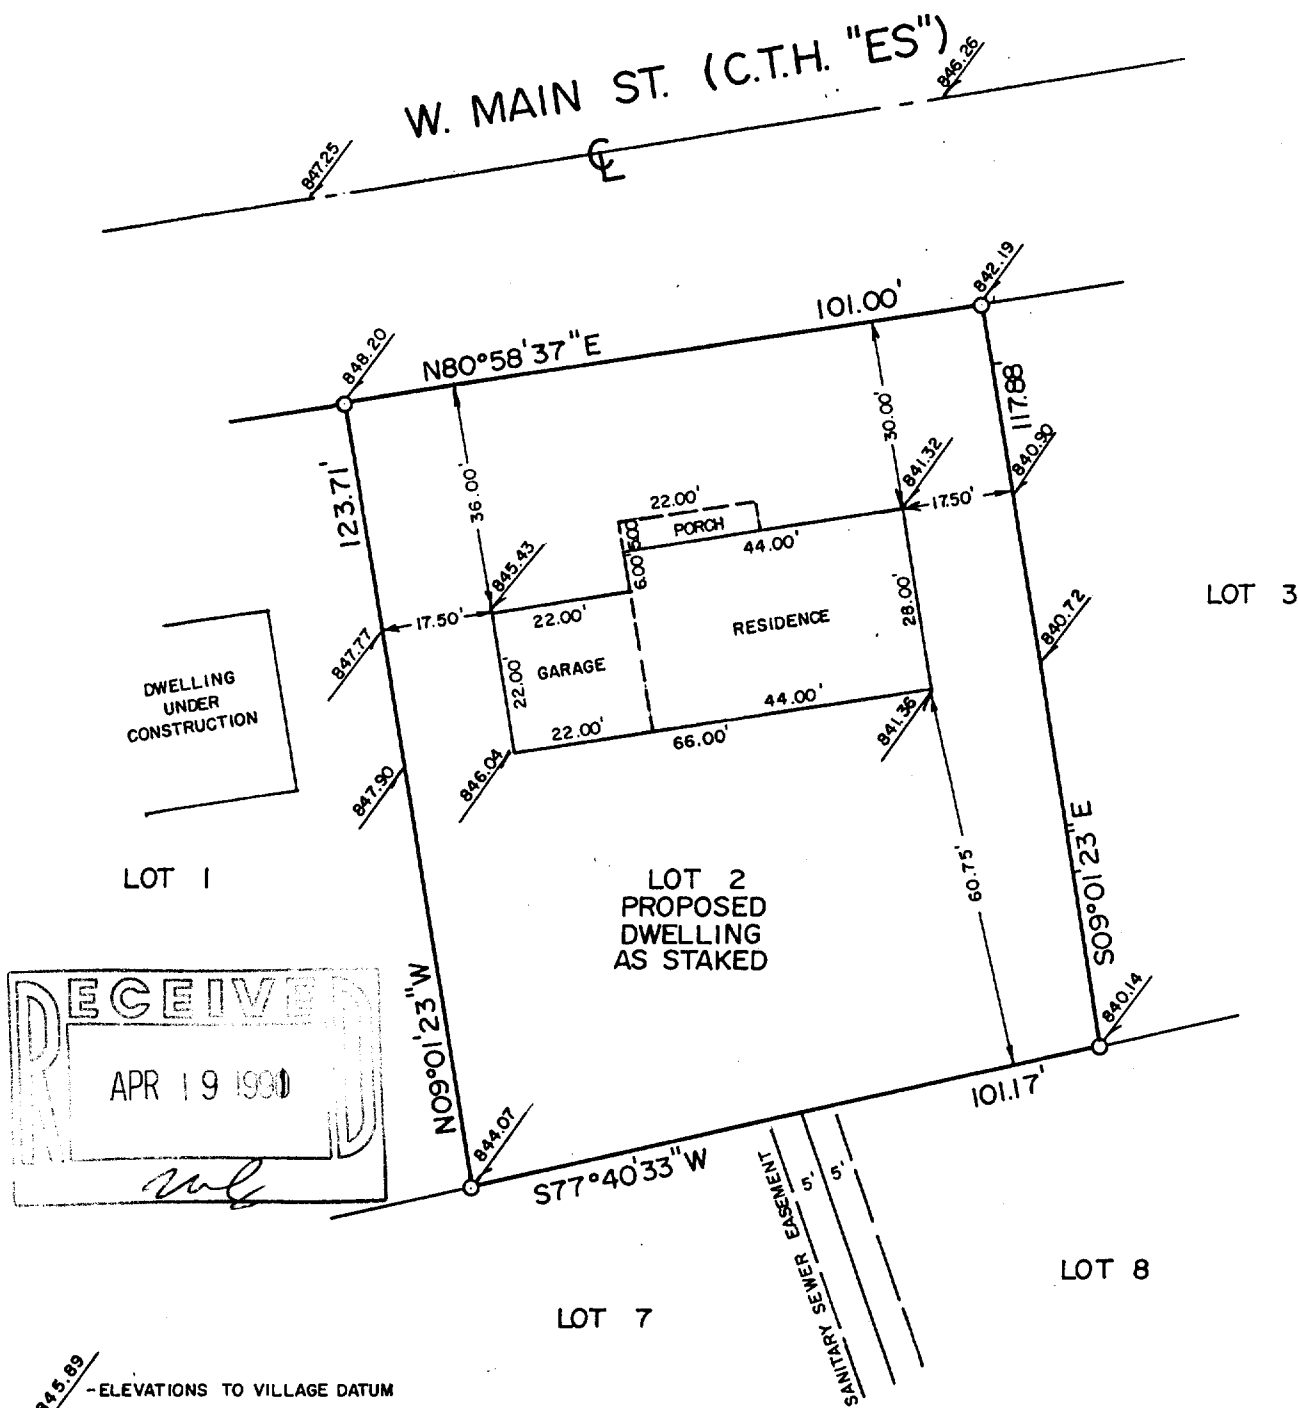 W. MAIN ST. (C.T.H. "ES")
846.26
847.25
℄
842.19
101.00'
848.20
N80°58'37"E
117.88'
30.00'
841.32
840.90
123.71'
36.00'
22.00'
17.50'
PORCH
5.00'
44.00'
845.43
6.00'
28.00'
LOT 3
17.50'
22.00'
RESIDENCE
840.72
847.77
GARAGE
22.00'
DWELLING
UNDER
CONSTRUCTION
44.00'
22.00'
66.00'
841.36
846.04
847.90
S09°01'23"E
60.75'
LOT 1
LOT 2
PROPOSED
DWELLING
AS STAKED
RECEIVED
APR 19 1991
N09°01'23"W
840.14
101.17'
844.07
S77°40'33"W
SANITARY SEWER EASEMENT
5'
5'
LOT 8
LOT 7
845.89
- ELEVATIONS TO VILLAGE DATUM